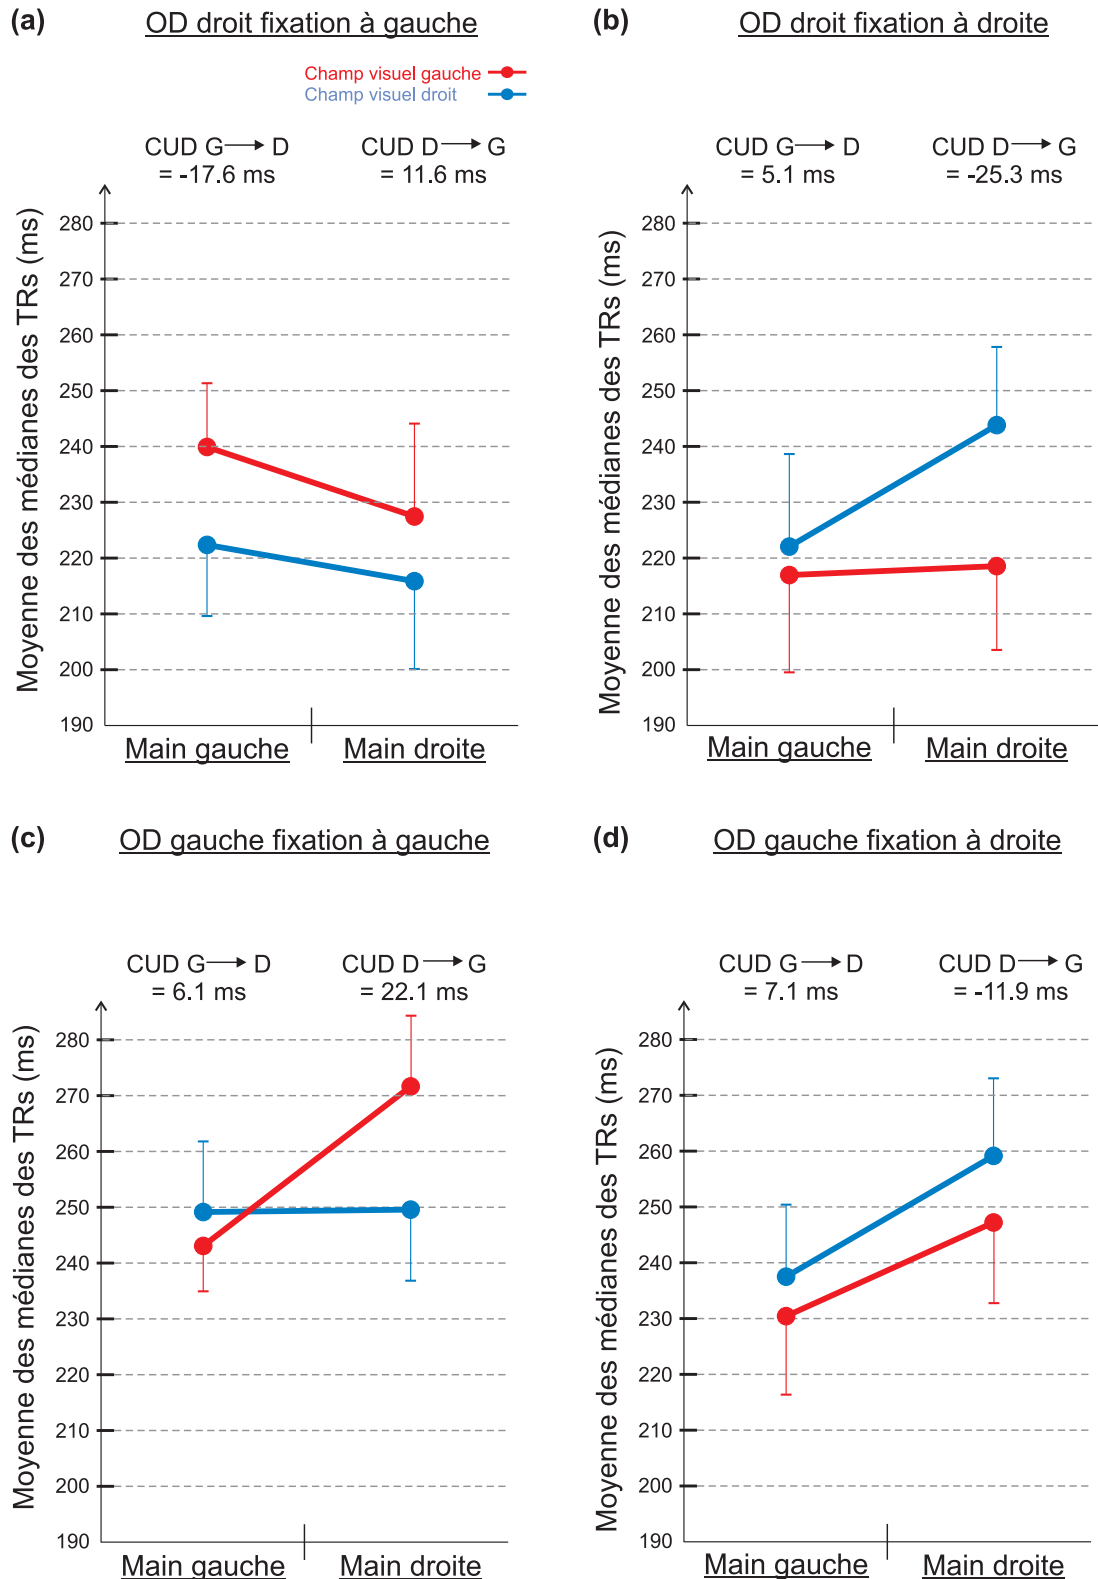 (a) OD droit fixation à gauche
Champ visuel gauche
Champ visuel droit
CUD G → D
= -17.6 ms
CUD D → G
= 11.6 ms
Moyenne des médianes des TRs (ms)
280
270
260
250
240
230
220
210
200
190
Main gauche
Main droite
(b) OD droit fixation à droite
CUD G → D
= 5.1 ms
CUD D → G
= -25.3 ms
Moyenne des médianes des TRs (ms)
280
270
260
250
240
230
220
210
200
190
Main gauche
Main droite
(c) OD gauche fixation à gauche
CUD G → D
= 6.1 ms
CUD D → G
= 22.1 ms
Moyenne des médianes des TRs (ms)
280
270
260
250
240
230
220
210
200
190
Main gauche
Main droite
(d) OD gauche fixation à droite
CUD G → D
= 7.1 ms
CUD D → G
= -11.9 ms
Moyenne des médianes des TRs (ms)
280
270
260
250
240
230
220
210
200
190
Main gauche
Main droite